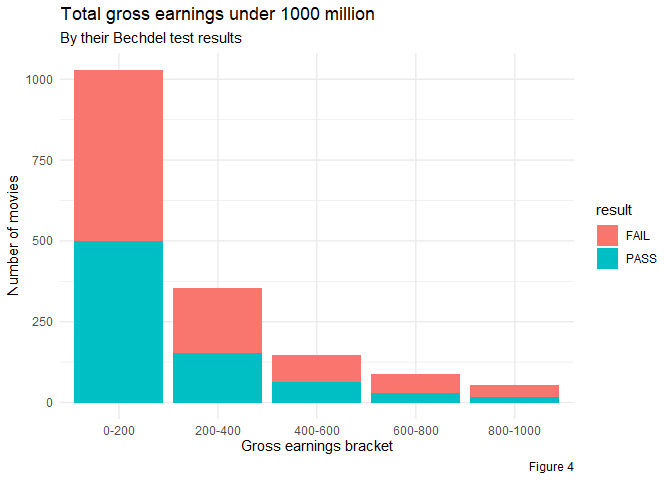 Total gross earnings under 1000 million
By their Bechdel test results
Number of movies
1000
750
500
250
0
0-200
200-400
400-600
600-800
800-1000
Gross earnings bracket
result
FAIL
PASS
Figure 4